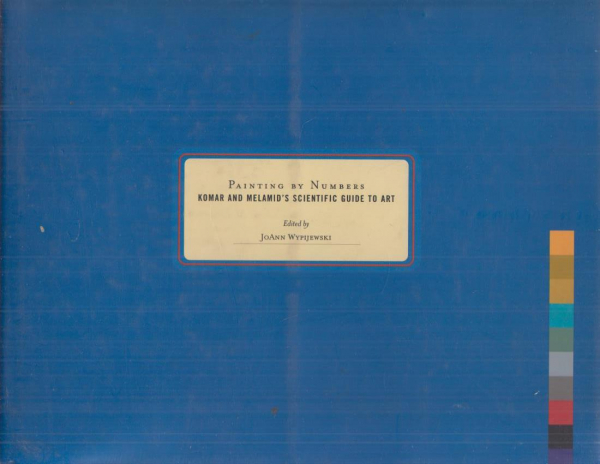 PAINTING BY NUMBERS
KOMAR AND MELAMID'S SCIENTIFIC GUIDE TO ART
Edited by
JOANN WYPIJEWSKI